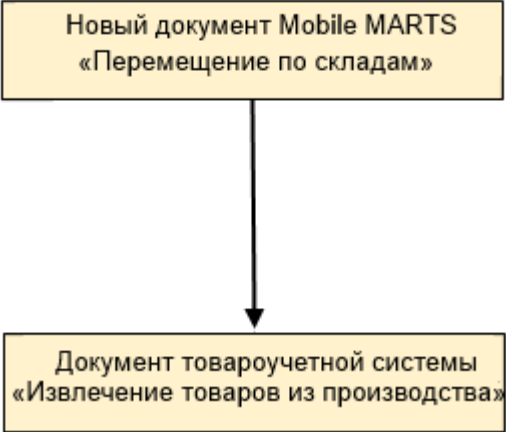 Новый документ Mobile MARTS
«Перемещение по складам»
Документ товароучетной системы
«Извлечение товаров из производства»